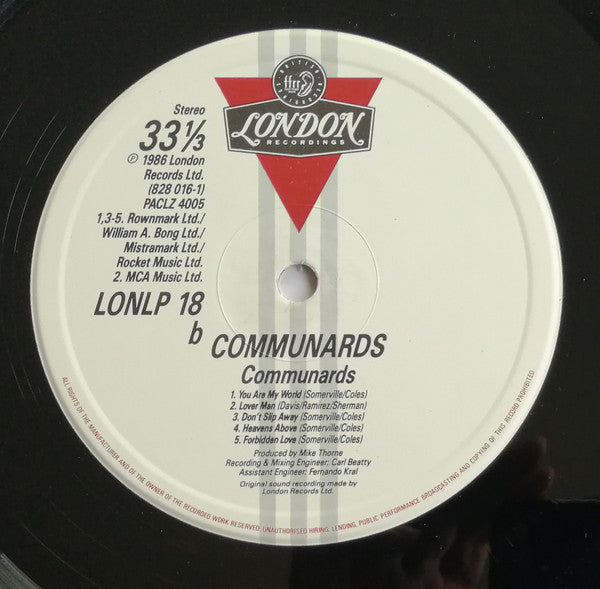 BRITISH RECORDINGS
ffrr
LONDON
RECORDINGS
Stereo
33⅓
℗ 1986 London
Records Ltd.
(828 016-1)
PACLZ 4005
1,3-5. Rownmark Ltd./
William A. Bong Ltd./
Mistramark Ltd./
Rocket Music Ltd.
2. MCA Music Ltd.
LONLP 18
b
COMMUNARDS
Communards
1. You Are My World (Somerville/Coles)
2. Lover Man (Davis/Ramirez/Sherman)
3. Don't Slip Away (Somerville/Coles)
4. Heavens Above (Somerville/Coles)
5. Forbidden Love (Somerville/Coles)
Produced by Mike Thorne
Recording & Mixing Engineer: Carl Beatty
Assistant Engineer: Fernando Kral
Original sound recording made by
London Records Ltd.
ALL RIGHTS OF THE MANUFACTURER AND OF THE OWNER OF THE RECORDED WORK RESERVED. UNAUTHORISED HIRING, LENDING, PUBLIC PERFORMANCE BROADCASTING AND COPYING OF THIS RECORD PROHIBITED